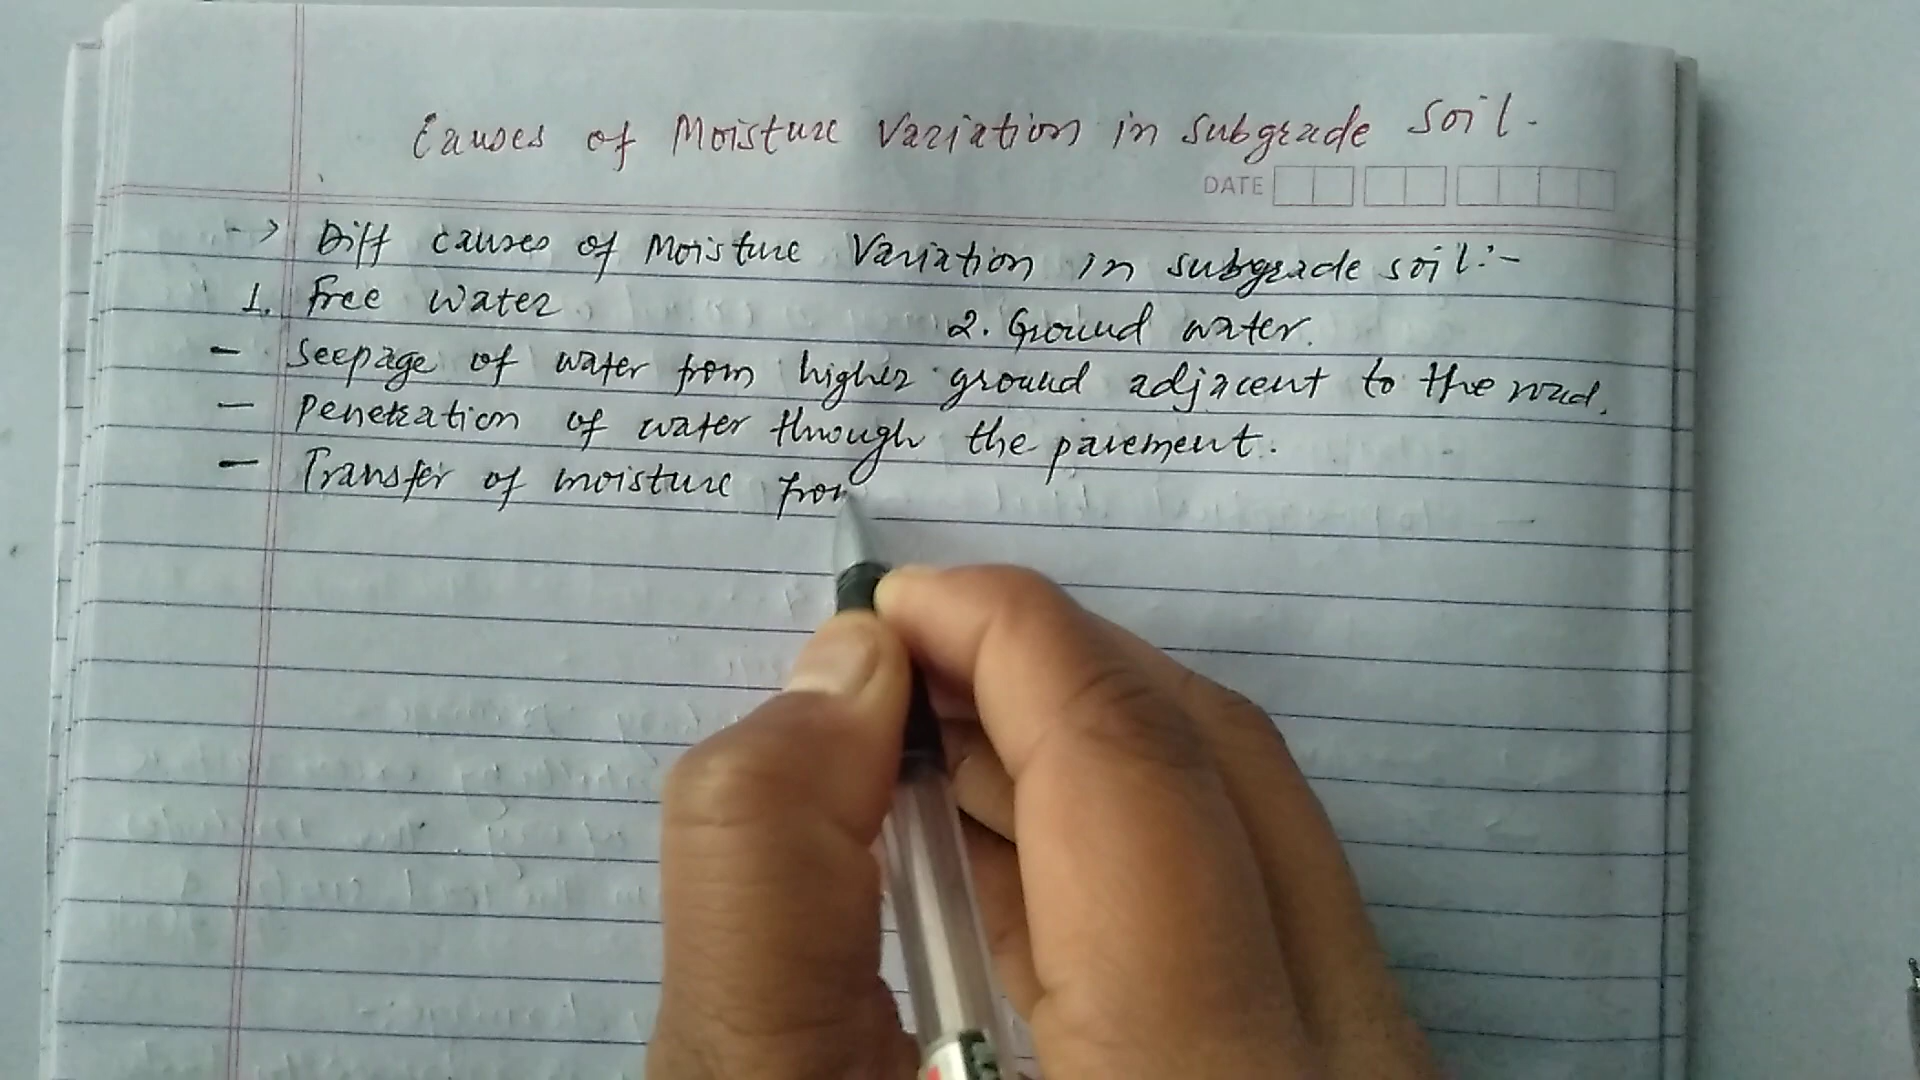 Causes of Moisture Variation in subgrade soil.
DATE
-> Diff causes of Moisture Variation in subgrade soil:-
1. Free water 2. Ground water.
- seepage of water from higher ground adjacent to the road.
- penetration of water through the pavement.
- Transfer of moisture from